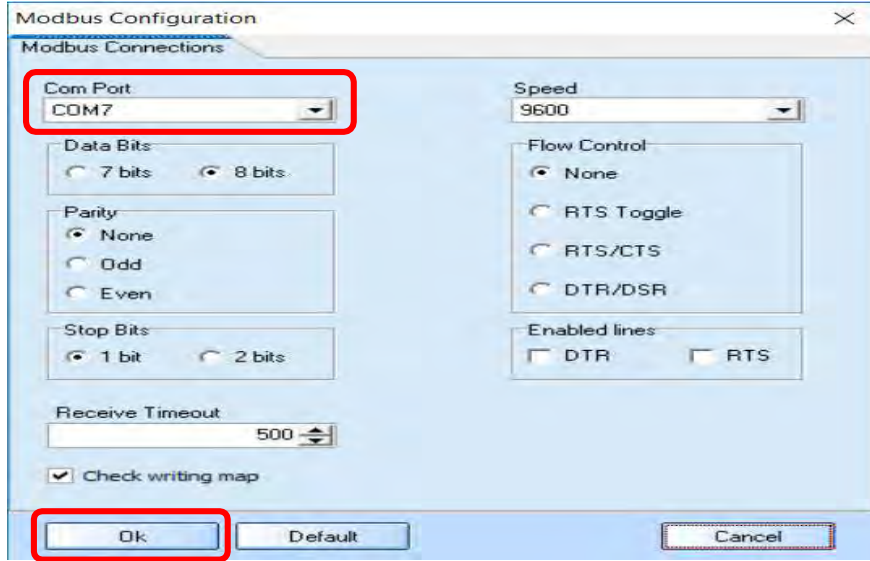 Modbus Configuration
Modbus Connections
Com Port
COM7
Speed
9600
Data Bits
7 bits
8 bits
Flow Control
None
RTS Toggle
RTS/CTS
DTR/DSR
Parity
None
Odd
Even
Stop Bits
1 bit
2 bits
Enabled lines
DTR
RTS
Receive Timeout
500
Check writing map
Ok
Default
Cancel